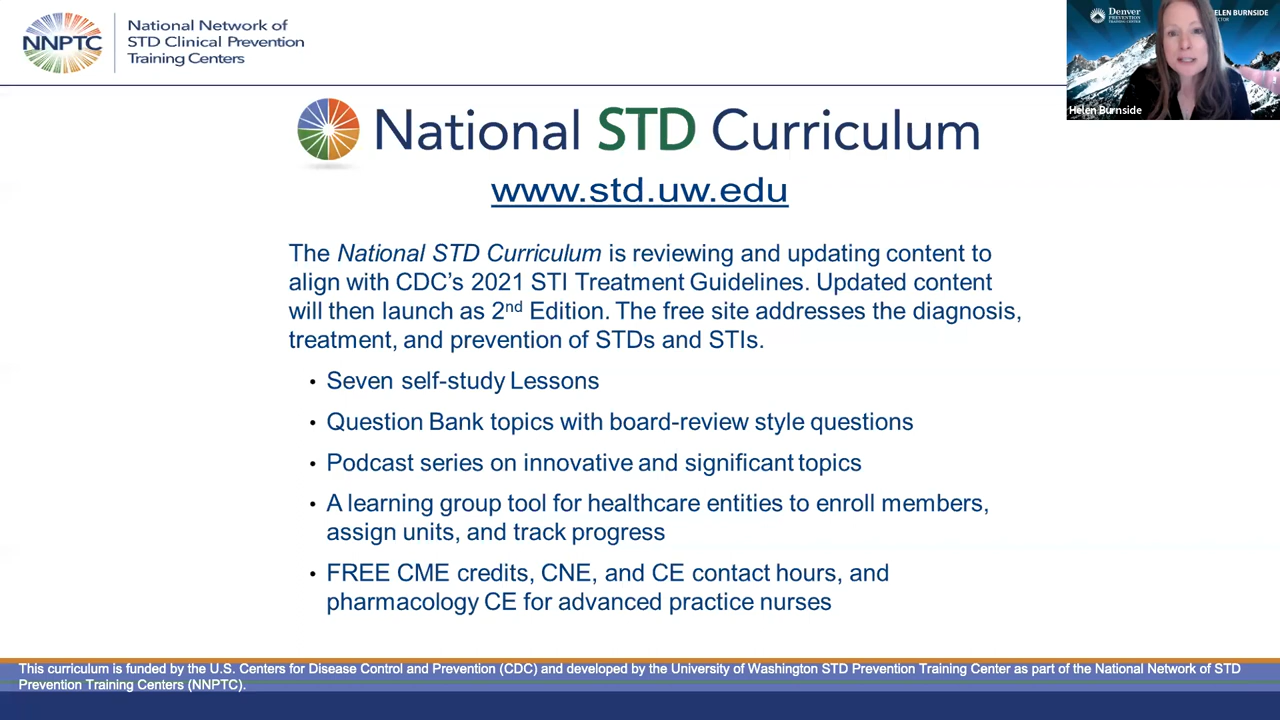 NNPTC
National Network of
STD Clinical Prevention
Training Centers
Denver
PREVENTION
TRAINING CENTER
HELEN BURNSIDE
Helen Burnside
National STD Curriculum
www.std.uw.edu
The National STD Curriculum is reviewing and updating content to
align with CDC's 2021 STI Treatment Guidelines. Updated content
will then launch as 2nd Edition. The free site addresses the diagnosis,
treatment, and prevention of STDs and STIs.
• Seven self-study Lessons
• Question Bank topics with board-review style questions
• Podcast series on innovative and significant topics
• A learning group tool for healthcare entities to enroll members,
assign units, and track progress
• FREE CME credits, CNE, and CE contact hours, and
pharmacology CE for advanced practice nurses
This curriculum is funded by the U.S. Centers for Disease Control and Prevention (CDC) and developed by the University of Washington STD Prevention Training Center as part of the National Network of STD
Prevention Training Centers (NNPTC).